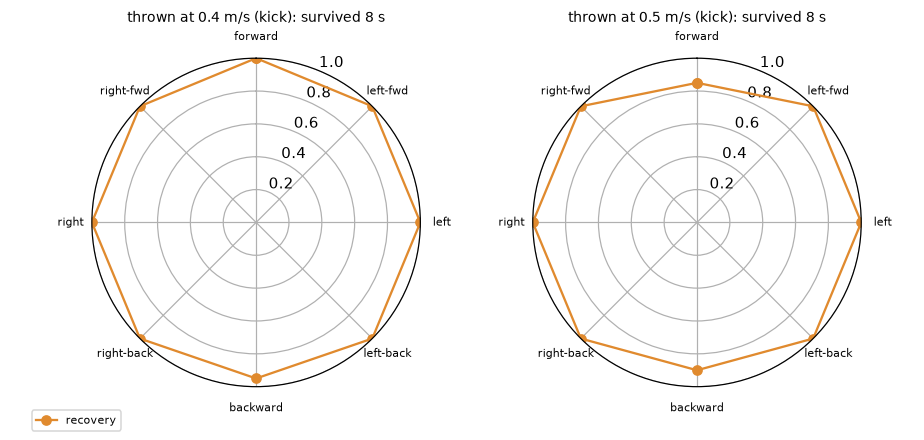 thrown at 0.4 m/s (kick): survived 8 s
forward
1.0
right-fwd
0.8
left-fwd
0.6
0.4
0.2
right
left
right-back
left-back
backward
thrown at 0.5 m/s (kick): survived 8 s
forward
1.0
right-fwd
0.8
left-fwd
0.6
0.4
0.2
right
left
right-back
left-back
backward
recovery